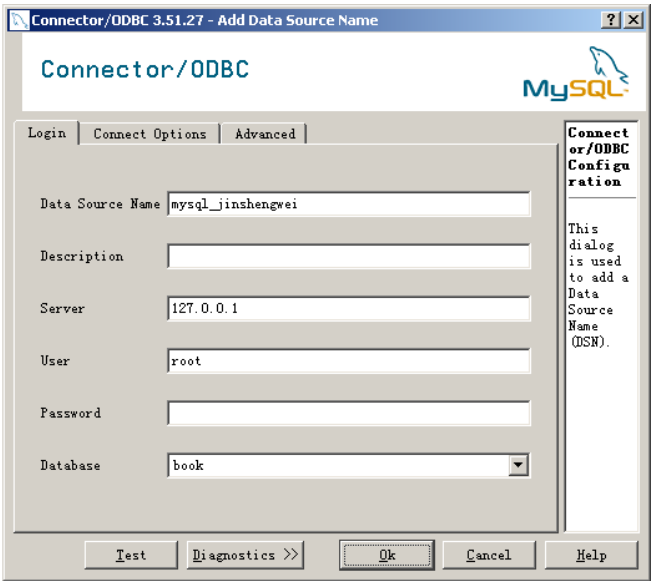 Connector/ODBC 3.51.27 - Add Data Source Name
Connector/ODBC
MySQL
Login Connect Options Advanced
Data Source Name mysql_jinshengwei
Description
Server 127.0.0.1
User root
Password
Database book
Connect
or/ODBC
Configu
ration
This
dialog
is used
to add a
Data
Source
Name
(DSN).
Test Diagnostics >> Ok Cancel Help